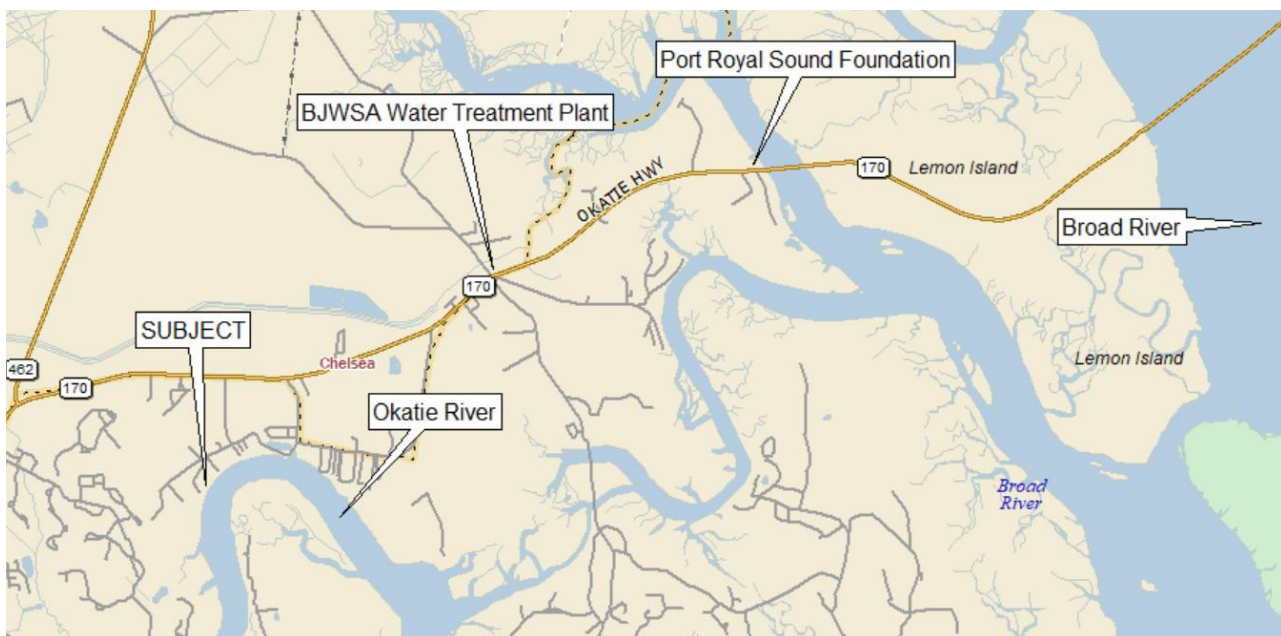 Port Royal Sound Foundation
BJWSA Water Treatment Plant
OKATIE HWY
170
Lemon Island
Broad River
170
SUBJECT
Chelsea
Lemon Island
462
170
Okatie River
Broad
River